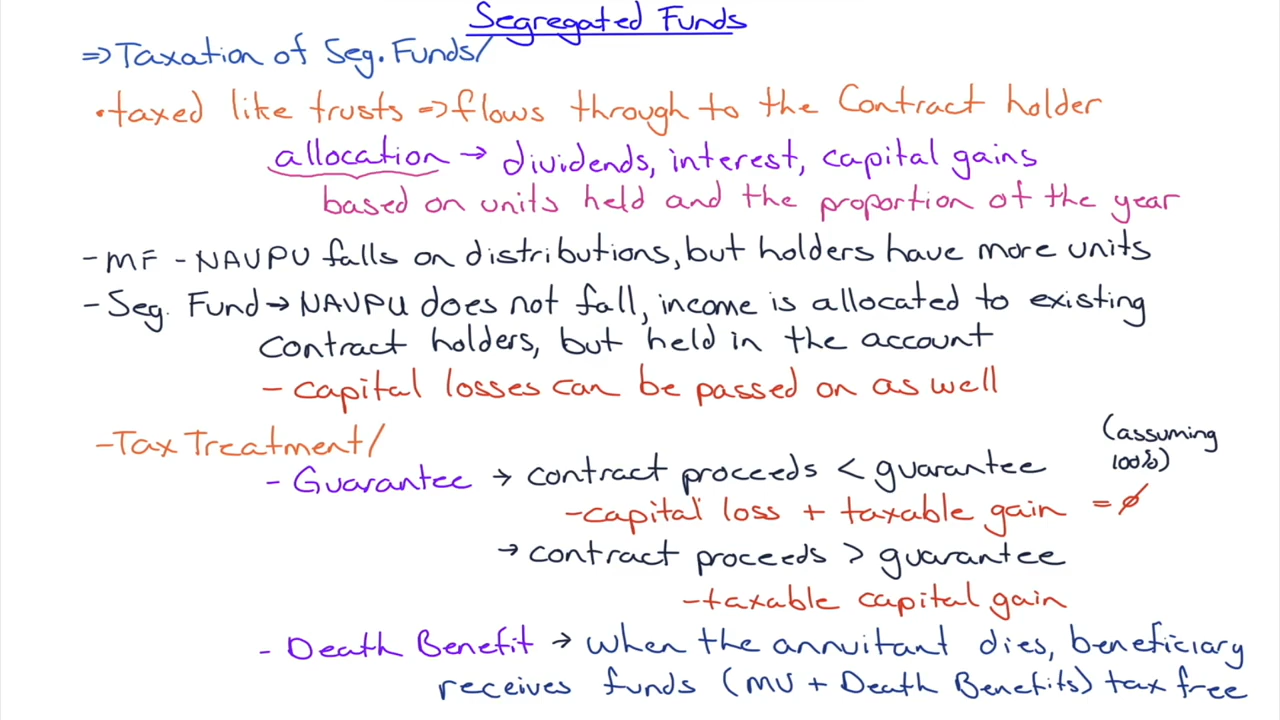 Segregated Funds
⇒ Taxation of Seg. Funds/
• taxed like trusts ⇒ flows through to the Contract holder
allocation → dividends, interest, capital gains
based on units held and the proportion of the year
- MF - NAVPU falls on distributions, but holders have more units
- Seg. Fund → NAVPU does not fall, income is allocated to existing
contract holders, but held in the account
- capital losses can be passed on as well
- Tax Treatment/
(assuming
100%)
- Guarantee → contract proceeds < guarantee
- capital loss + taxable gain = ∅
→ contract proceeds > guarantee
- taxable capital gain
- Death Benefit → when the annuitant dies, beneficiary
receives funds (MV + Death Benefits) tax free